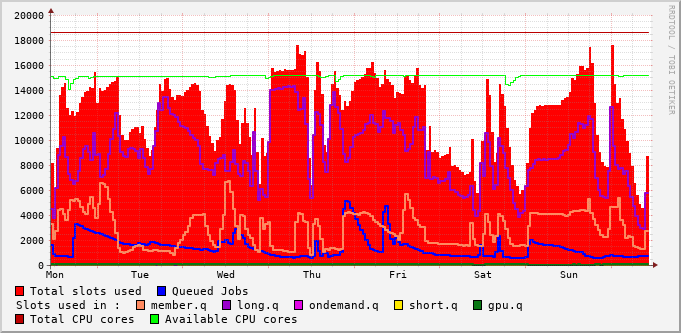 20000
18000
16000
14000
12000
10000
8000
6000
4000
2000
0
Mon Tue Wed Thu Fri Sat Sun
Total slots used Queued Jobs
Slots used in : member.q long.q ondemand.q short.q gpu.q
Total CPU cores Available CPU cores
RRDTOOL / TOBI OETIKER